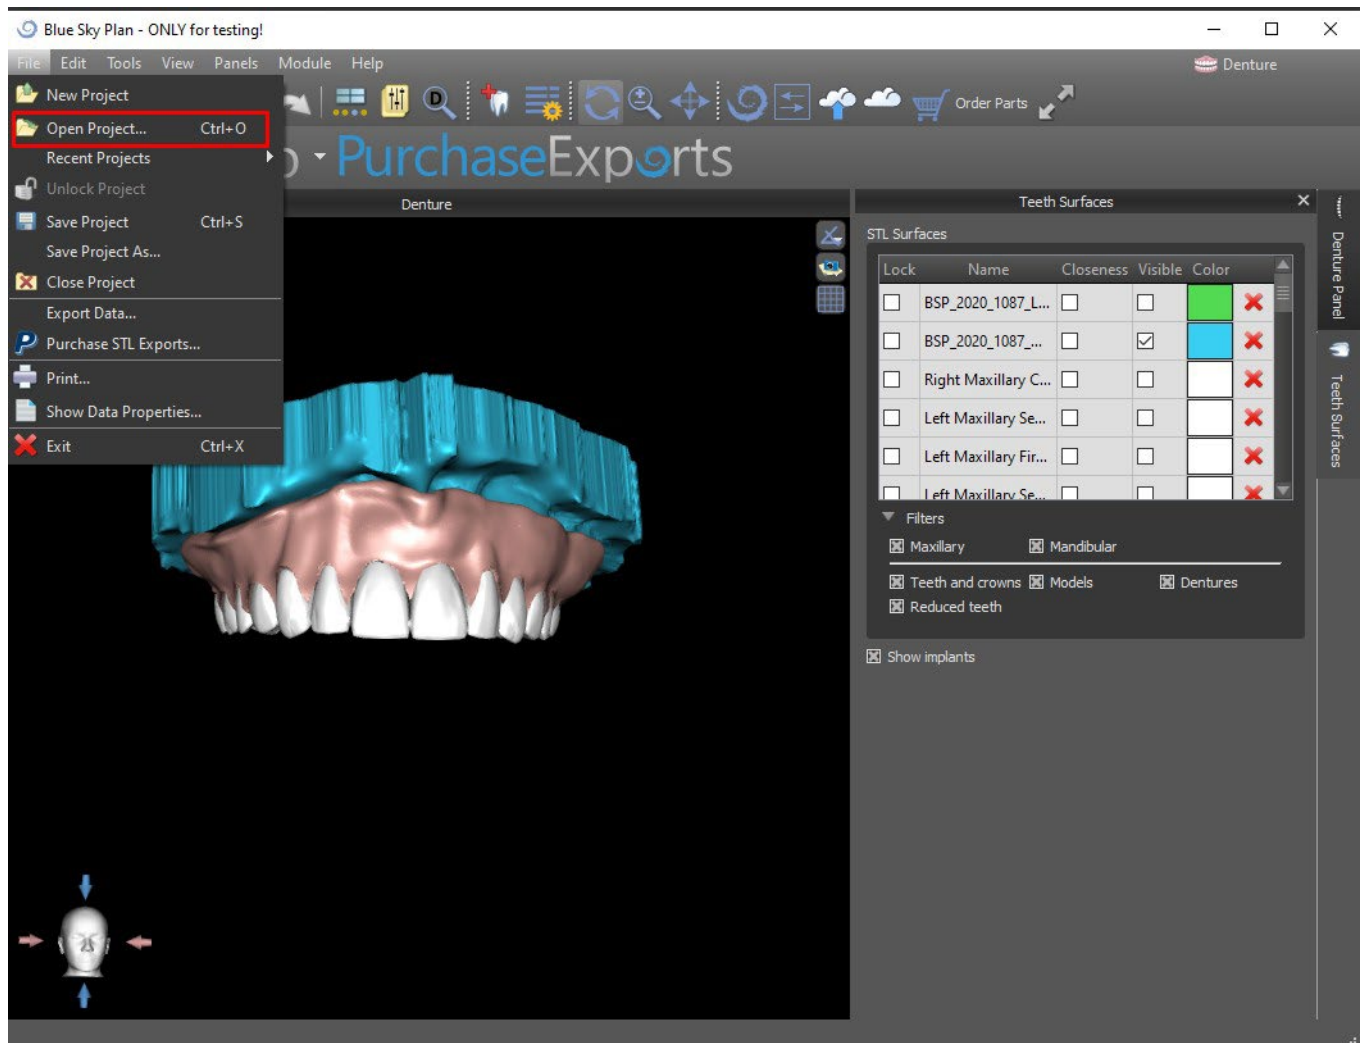 Blue Sky Plan - ONLY for testing!
File Edit Tools View Panels Module Help Denture
New Project
Open Project... Ctrl+O
Recent Projects
Unlock Project
Save Project Ctrl+S
Save Project As...
Close Project
Export Data...
Purchase STL Exports...
Print...
Show Data Properties...
Exit Ctrl+X
D
Order Parts
PurchaseExports
Denture
Teeth Surfaces
STL Surfaces
Lock Name Closeness Visible Color
BSP_2020_1087_L...
BSP_2020_1087_...
Right Maxillary C...
Left Maxillary Se...
Left Maxillary Fir...
Left Maxillary Se...
Filters
Maxillary Mandibular
Teeth and crowns Models Dentures
Reduced teeth
Show implants
Denture Panel
Teeth Surfaces